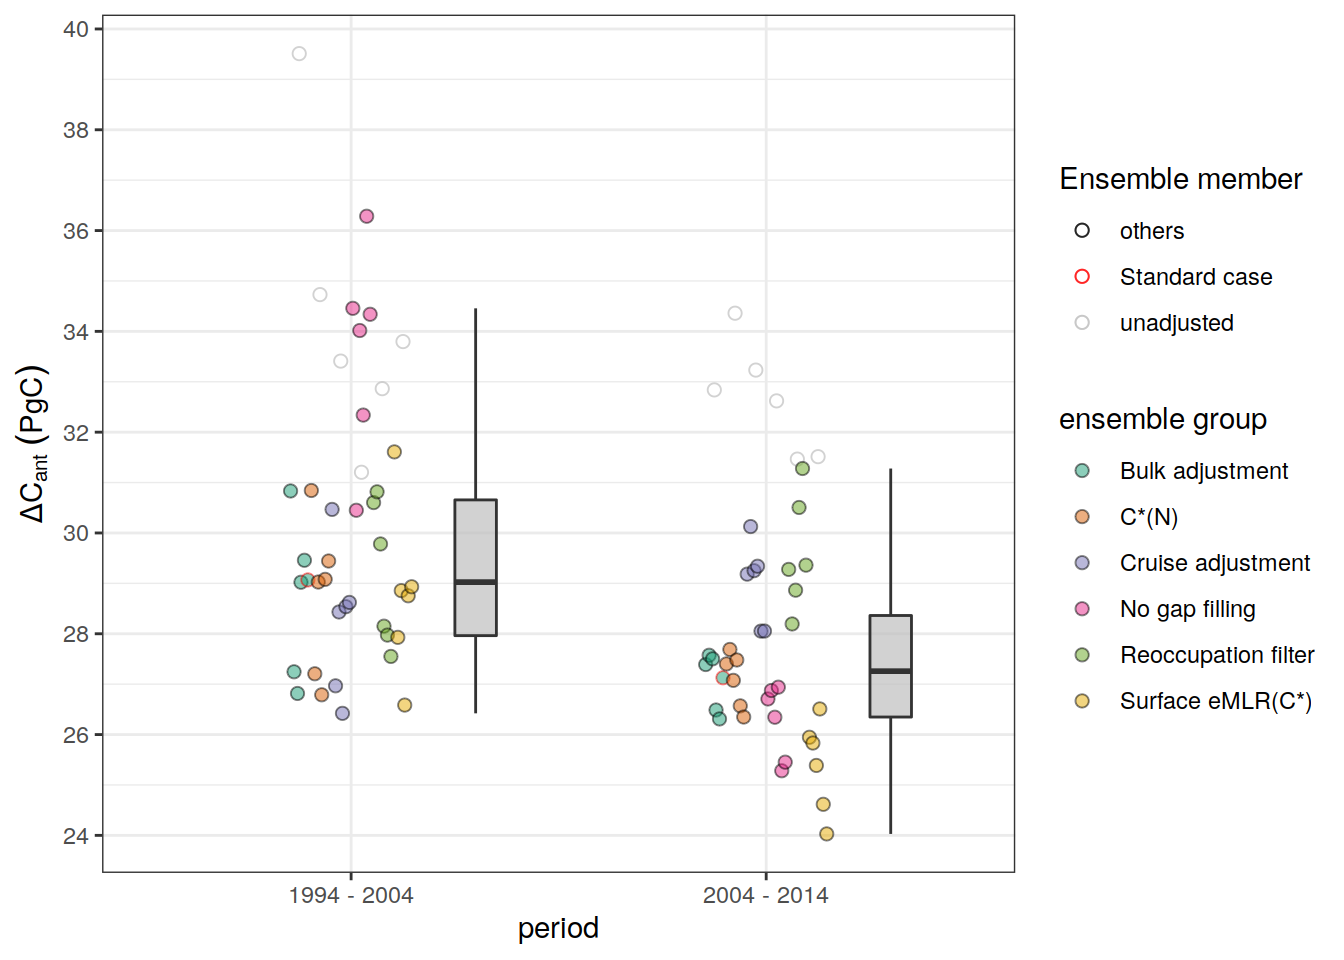 40
38
36
34
32
30
28
26
24
ΔCant (PgC)
1994 - 2004
2004 - 2014
period
Ensemble member
others
Standard case
unadjusted
ensemble group
Bulk adjustment
C*(N)
Cruise adjustment
No gap filling
Reoccupation filter
Surface eMLR(C*)